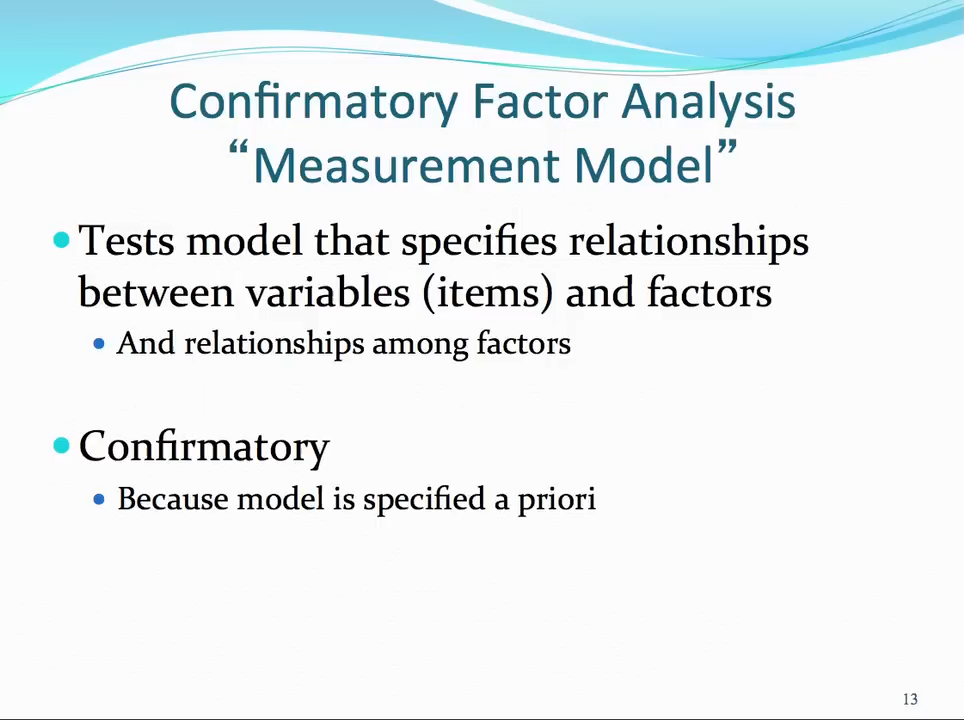 Confirmatory Factor Analysis
“Measurement Model”
• Tests model that specifies relationships
between variables (items) and factors
• And relationships among factors
• Confirmatory
• Because model is specified a priori
13